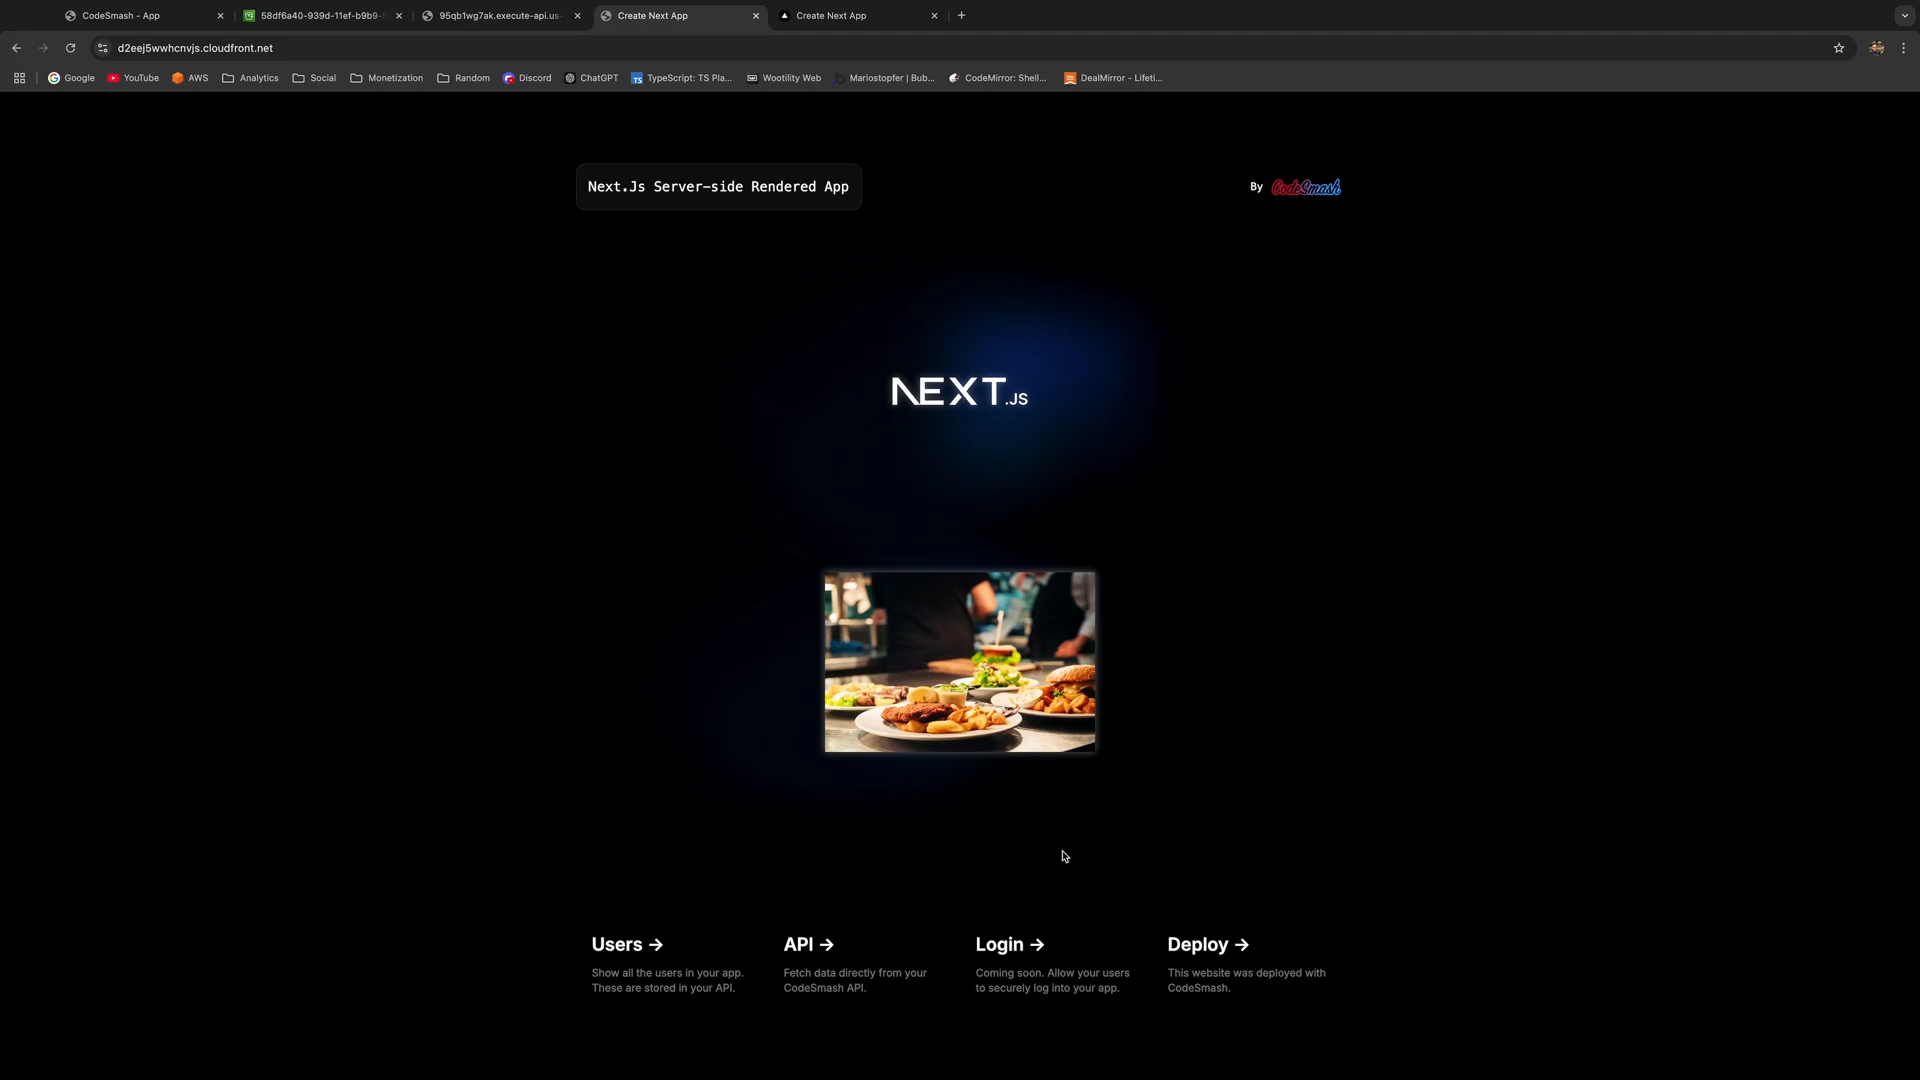 CodeSmash - App
58df6a40-939d-11ef-b9b9-
95qb1wg7ak.execute-api.us-
Create Next App
Create Next App
d2eej5wwhcnvjs.cloudfront.net
Google
YouTube
AWS
Analytics
Social
Monetization
Random
Discord
ChatGPT
TypeScript: TS Pla...
Wootility Web
Mariostopfer | Bub...
CodeMirror: Shell...
DealMirror - Lifeti...
Next.Js Server-side Rendered App
By CodeSmash
NEXT.JS
Users →
Show all the users in your app.
These are stored in your API.
API →
Fetch data directly from your
CodeSmash API.
Login →
Coming soon. Allow your users
to securely log into your app.
Deploy →
This website was deployed with
CodeSmash.